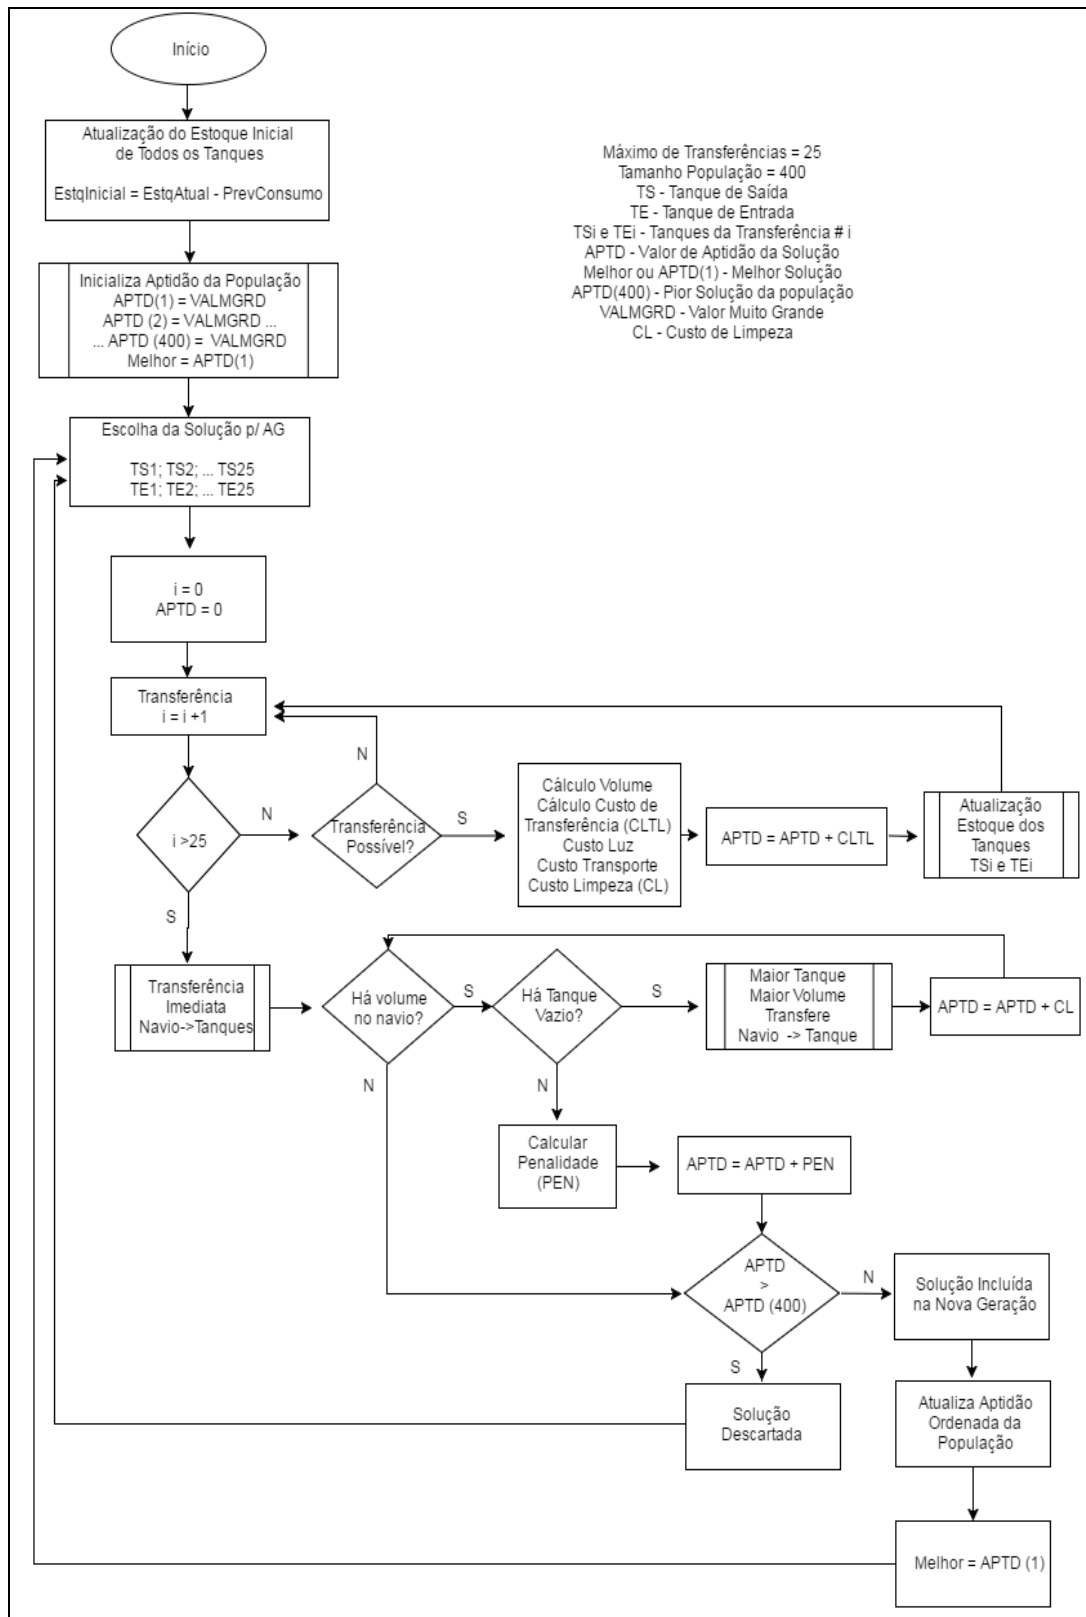 Início
Atualização do Estoque Inicial
de Todos os Tanques
EstqInicial = EstqAtual - PrevConsumo
Máximo de Transferências = 25
Tamanho População = 400
TS - Tanque de Saída
TE - Tanque de Entrada
TSi e TEi - Tanques da Transferência # i
APTD - Valor de Aptidão da Solução
Melhor ou APTD(1) - Melhor Solução
APTD(400) - Pior Solução da população
VALMGRD - Valor Muito Grande
CL - Custo de Limpeza
Inicializa Aptidão da População
APTD(1) = VALMGRD
APTD (2) = VALMGRD ...
... APTD (400) = VALMGRD
Melhor = APTD(1)
Escolha da Solução p/ AG
TS1; TS2; ... TS25
TE1; TE2; ... TE25
i = 0
APTD = 0
Transferência
i = i +1
i >25
N
Transferência
Possível?
N
S
Cálculo Volume
Cálculo Custo de
Transferência (CLTL)
Custo Luz
Custo Transporte
Custo Limpeza (CL)
APTD = APTD + CLTL
Atualização
Estoque dos
Tanques
TSi e TEi
S
Transferência
Imediata
Navio->Tanques
Há volume
no navio?
S
Há Tanque
Vazio?
S
Maior Tanque
Maior Volume
Transfere
Navio -> Tanque
APTD = APTD + CL
N
N
Calcular
Penalidade
(PEN)
APTD = APTD + PEN
APTD
>
APTD (400)
N
Solução Incluída
na Nova Geração
S
Solução
Descartada
Atualiza Aptidão
Ordenada da
População
Melhor = APTD (1)